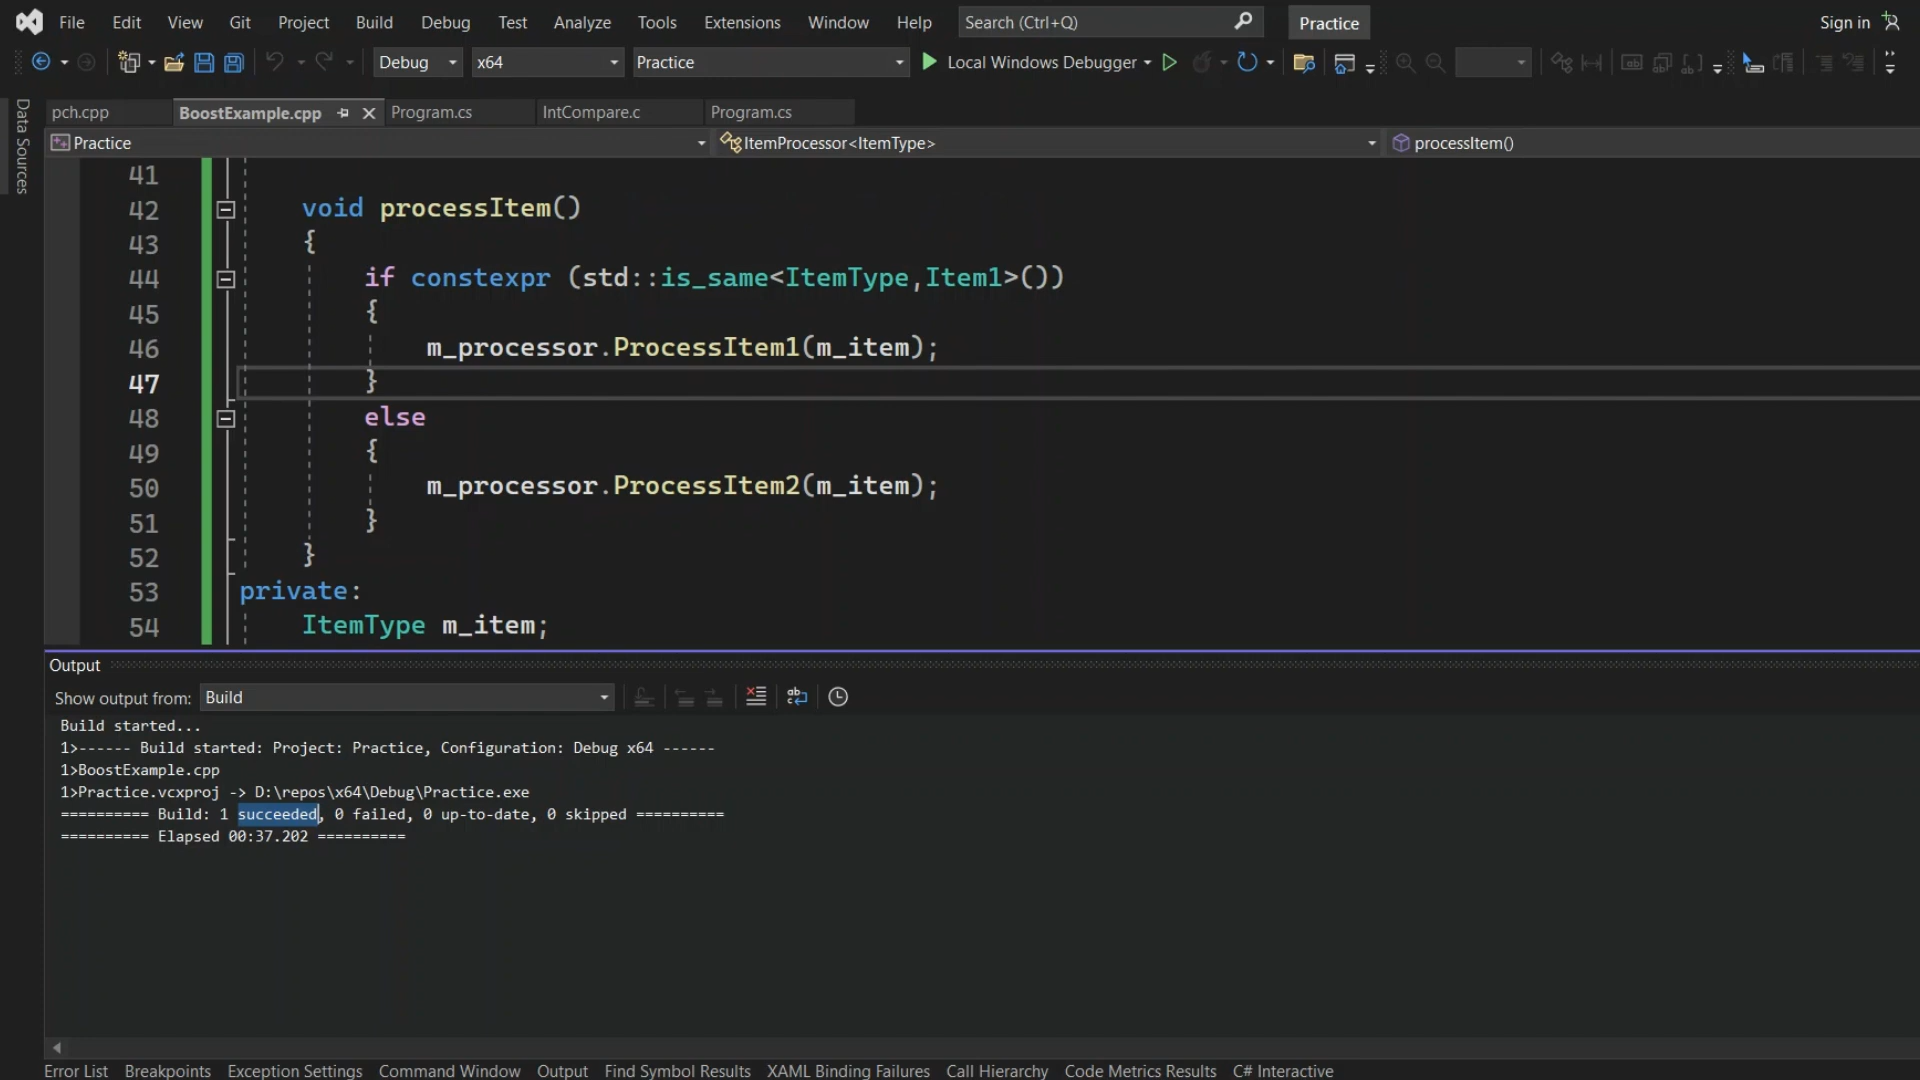 File Edit View Git Project Build Debug Test Analyze Tools Extensions Window Help Search (Ctrl+Q) Practice Sign in
Debug x64 Practice Local Windows Debugger
Data Sources
pch.cpp BoostExample.cpp Program.cs IntCompare.c Program.cs
Practice ItemProcessor<ItemType> processItem()
41
42 void processItem()
43 {
44 if constexpr (std::is_same<ItemType,Item1>())
45 {
46 m_processor.ProcessItem1(m_item);
47 }
48 else
49 {
50 m_processor.ProcessItem2(m_item);
51 }
52 }
53 private:
54 ItemType m_item;
Output
Show output from: Build
Build started...
1>------ Build started: Project: Practice, Configuration: Debug x64 ------
1>BoostExample.cpp
1>Practice.vcxproj -> D:\repos\x64\Debug\Practice.exe
========== Build: 1 succeeded, 0 failed, 0 up-to-date, 0 skipped ==========
========== Elapsed 00:37.202 ==========
Error List Breakpoints Exception Settings Command Window Output Find Symbol Results XAML Binding Failures Call Hierarchy Code Metrics Results C# Interactive